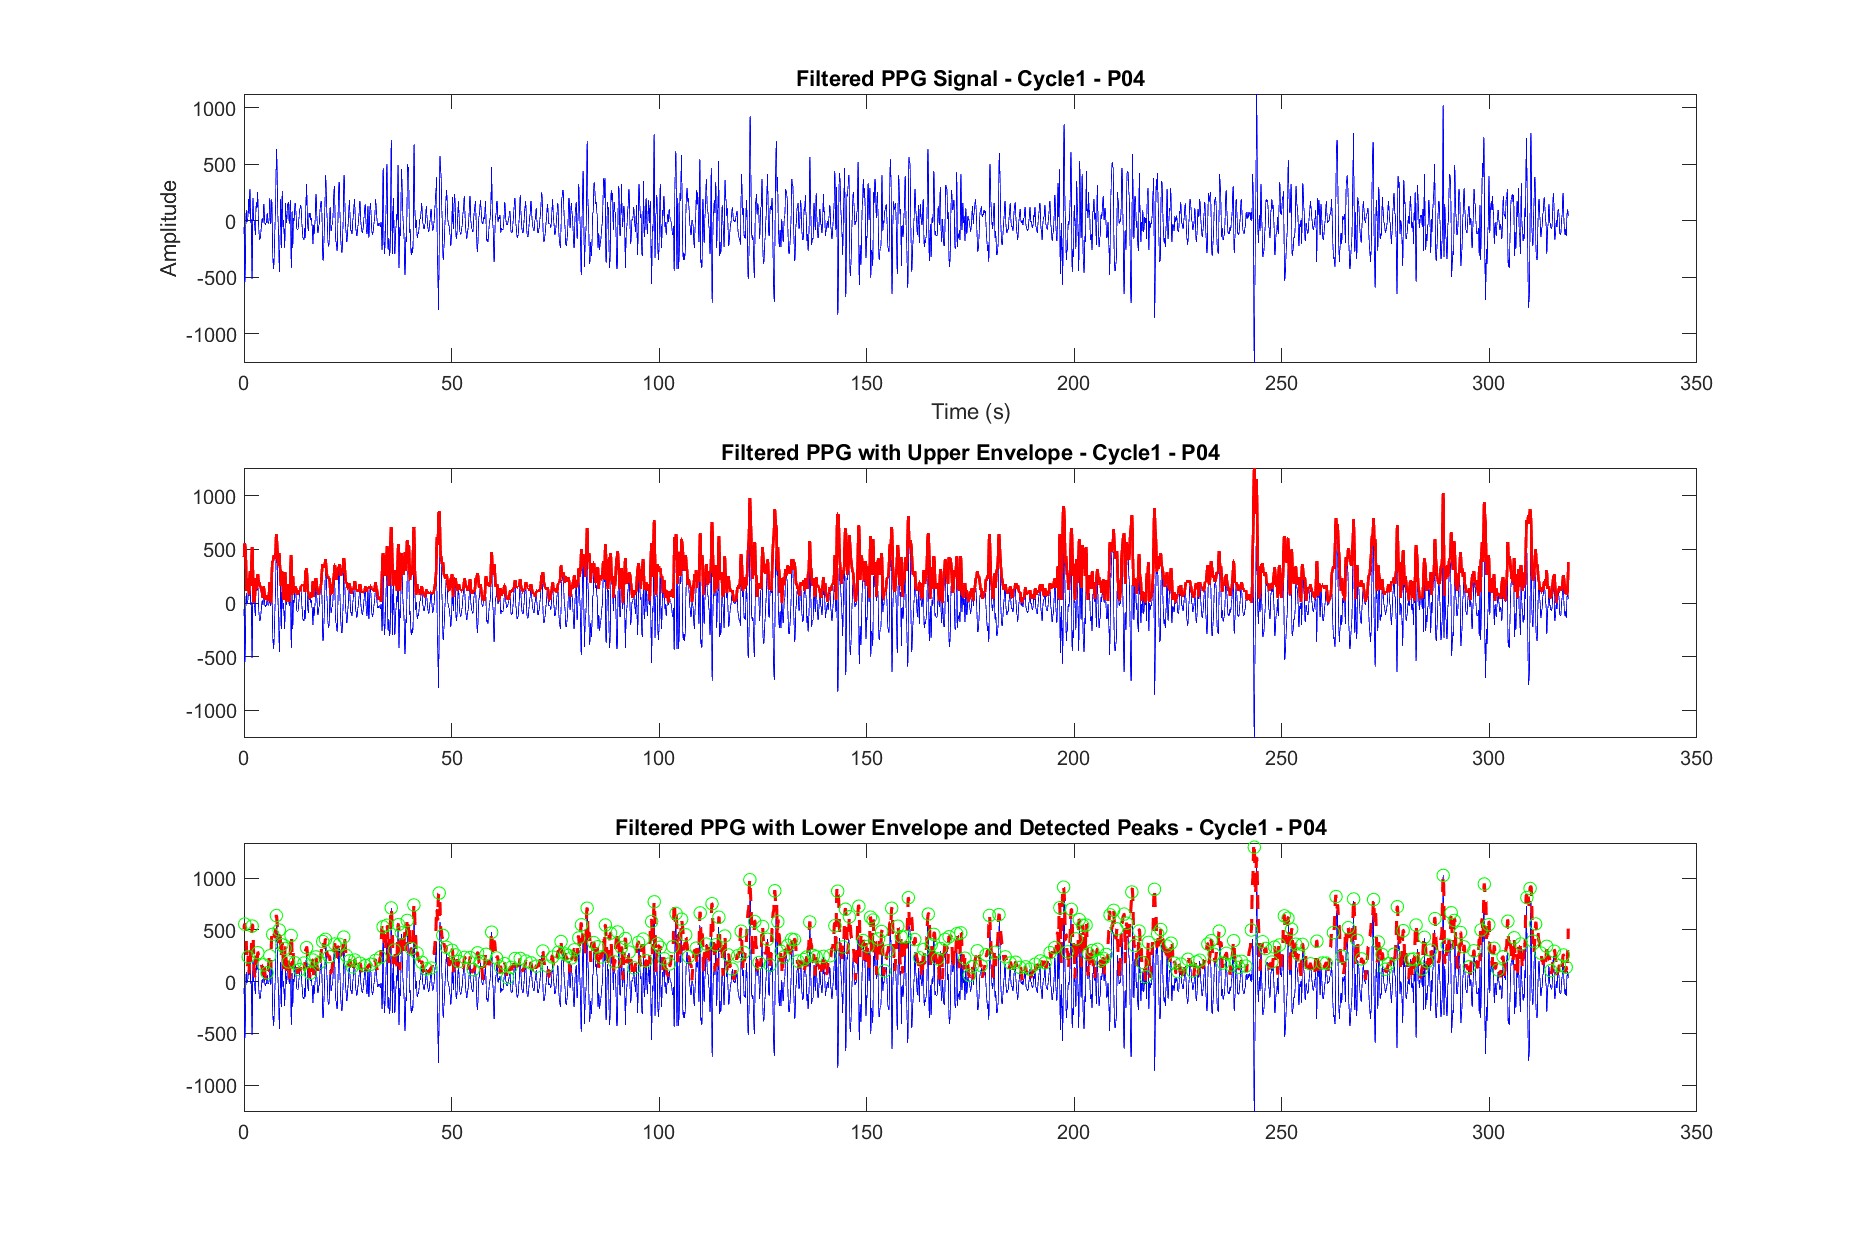 Filtered PPG Signal - Cycle1 - P04
1000
500
0
-500
-1000
Amplitude
0 50 100 150 200 250 300 350
Time (s)
Filtered PPG with Upper Envelope - Cycle1 - P04
1000
500
0
-500
-1000
0 50 100 150 200 250 300 350
Filtered PPG with Lower Envelope and Detected Peaks - Cycle1 - P04
1000
500
0
-500
-1000
0 50 100 150 200 250 300 350